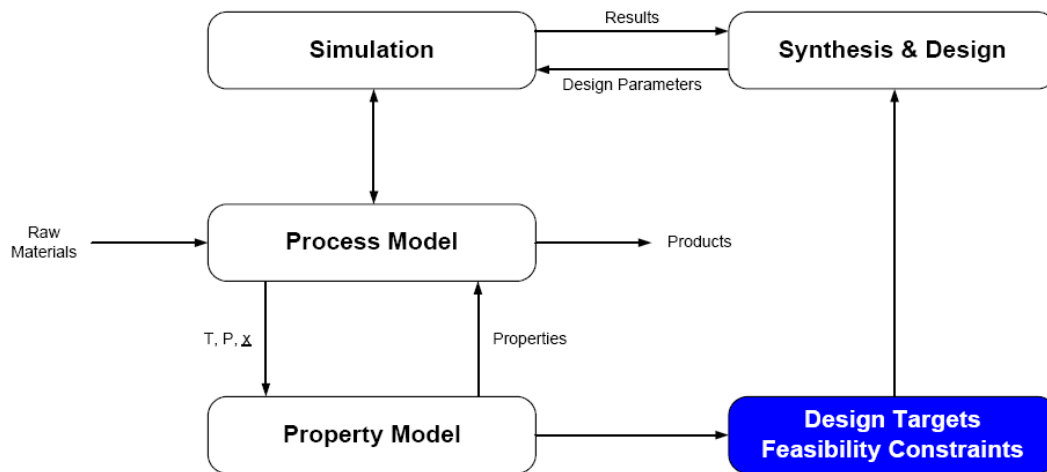 Results
Simulation
Synthesis & Design
Design Parameters
Raw
Materials
Process Model
Products
T, P, x
Properties
Property Model
Design Targets
Feasibility Constraints